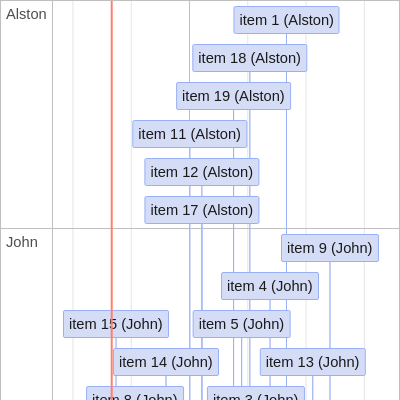 Alston
item 1 (Alston)
item 18 (Alston)
item 19 (Alston)
item 11 (Alston)
item 12 (Alston)
item 17 (Alston)
John
item 9 (John)
item 4 (John)
item 15 (John)
item 5 (John)
item 14 (John)
item 13 (John)
item 8 (John)
item 3 (John)